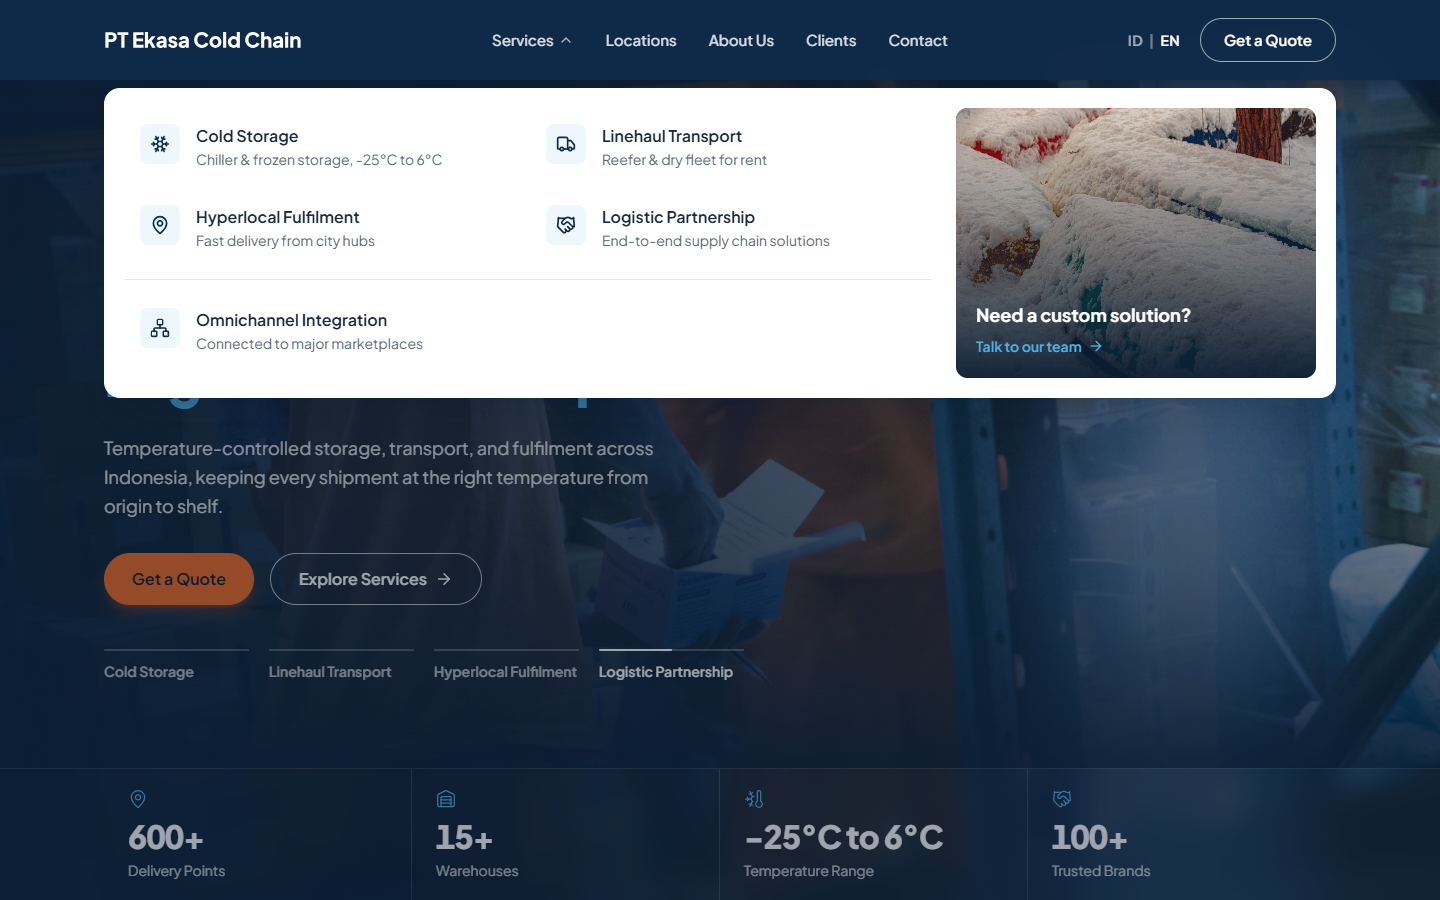 PT Ekasa Cold Chain
Services
Locations
About Us
Clients
Contact
ID | EN
Get a Quote
Cold Storage
Chiller & frozen storage, -25°C to 6°C
Linehaul Transport
Reefer & dry fleet for rent
Hyperlocal Fulfilment
Fast delivery from city hubs
Logistic Partnership
End-to-end supply chain solutions
Omnichannel Integration
Connected to major marketplaces
Need a custom solution?
Talk to our team
Temperature-controlled storage, transport, and fulfilment across
Indonesia, keeping every shipment at the right temperature from
origin to shelf.
Get a Quote
Explore Services
Cold Storage
Linehaul Transport
Hyperlocal Fulfilment
Logistic Partnership
600+
Delivery Points
15+
Warehouses
−25°C to 6°C
Temperature Range
100+
Trusted Brands